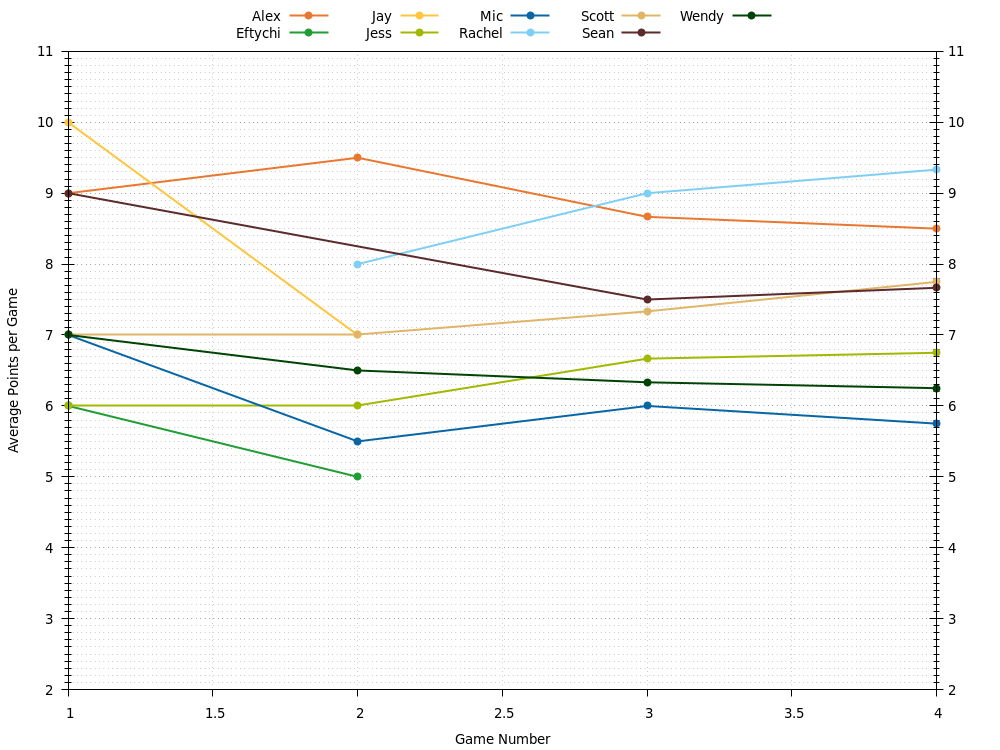 Alex Jay Mic Scott Wendy
Eftychi Jess Rachel Sean
11 11
10 10
9 9
8 8
7 7
6 6
5 5
4 4
3 3
2 2
Average Points per Game
1 1.5 2 2.5 3 3.5 4
Game Number